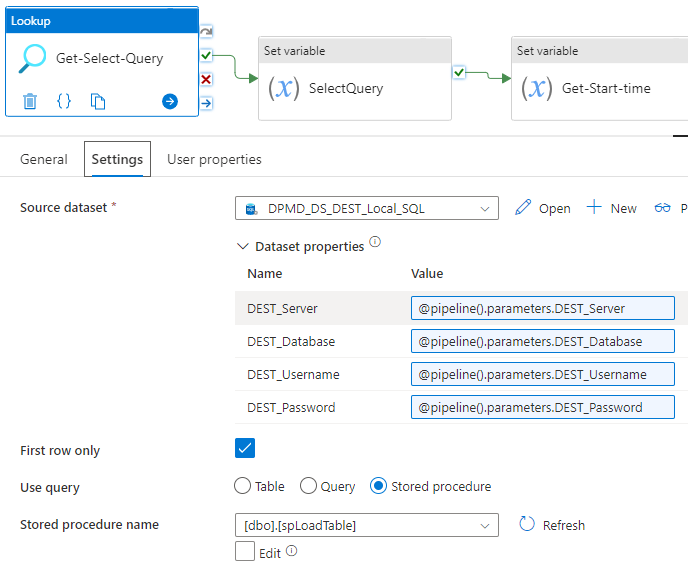 Lookup
Get-Select-Query
Set variable
(x) SelectQuery
Set variable
(x) Get-Start-time
General Settings User properties
Source dataset * DPMD_DS_DEST_Local_SQL Open New P
Dataset properties
Name Value
DEST_Server @pipeline().parameters.DEST_Server
DEST_Database @pipeline().parameters.DEST_Database
DEST_Username @pipeline().parameters.DEST_Username
DEST_Password @pipeline().parameters.DEST_Password
First row only
Use query Table Query Stored procedure
Stored procedure name [dbo].[spLoadTable] Refresh
Edit